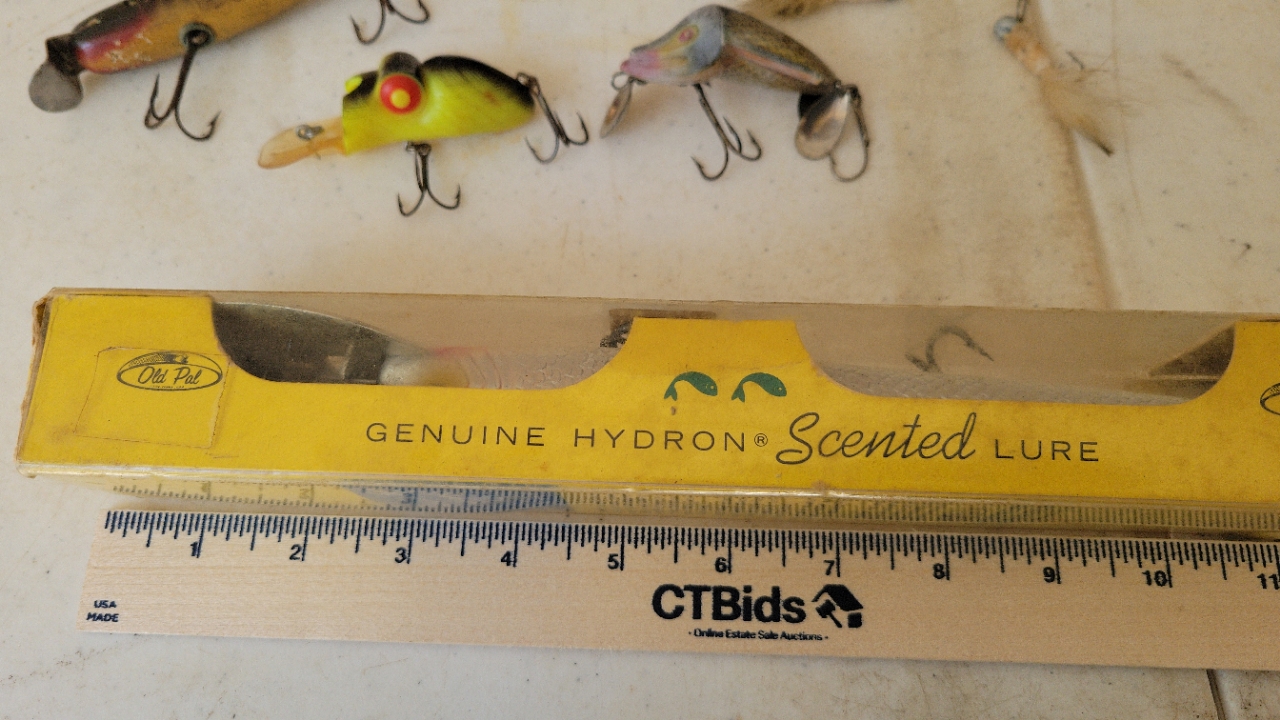 Old Pal
GENUINE HYDRON® Scented LURE
1 2 3 4 5 6 7 8 9 10 11
USA
MADE
CTBids
- Online Estate Sale Auctions -